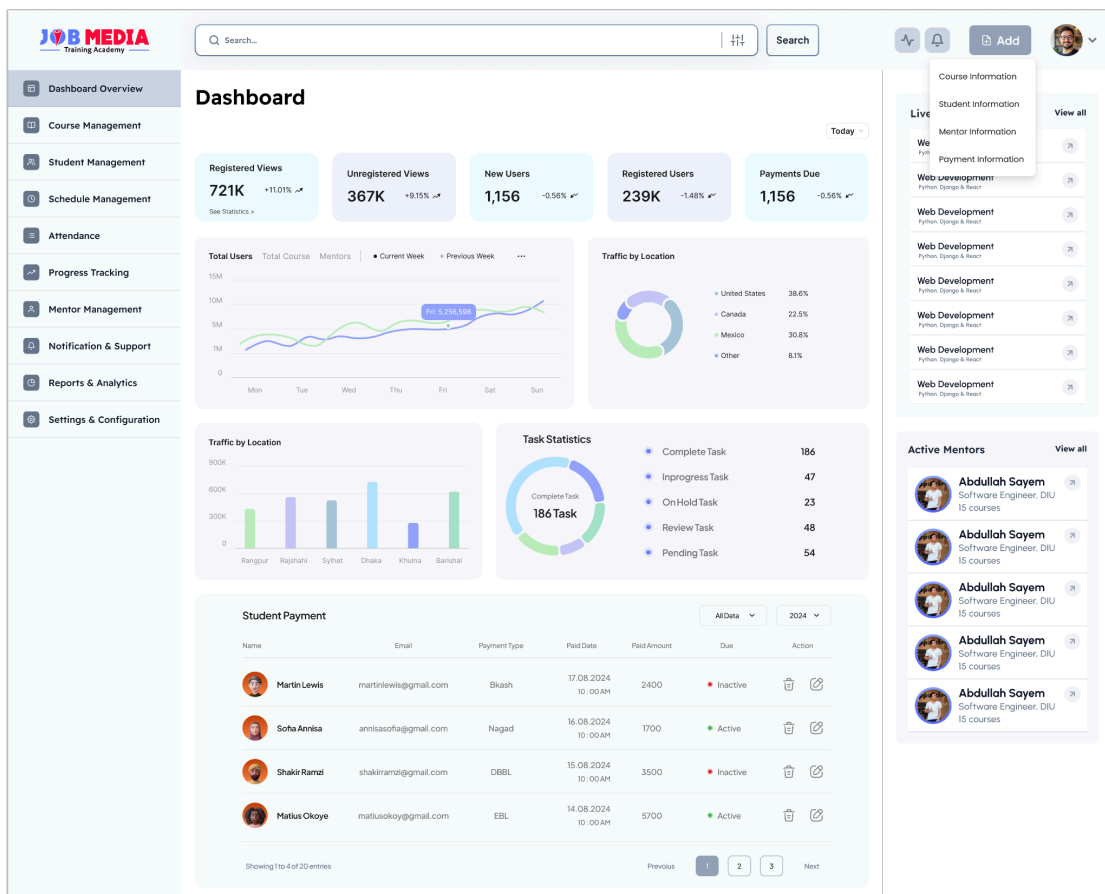 JOB MEDIA
Training Academy
Search...
Search
Add
Course Information
Student Information
Mentor Information
Payment Information
Dashboard Overview
Course Management
Student Management
Schedule Management
Attendance
Progress Tracking
Mentor Management
Notification & Support
Reports & Analytics
Settings & Configuration
Dashboard
Today
Registered Views
721K +11.01%
See Statistics >
Unregistered Views
367K +9.15%
New Users
1,156 -0.56%
Registered Users
239K -1.48%
Payments Due
1,156 -0.56%
Total Users Total Course Mentors Current Week Previous Week ...
15M
10M
5M
1M
0
Fri: 5,256,598
Mon Tue Wed Thu Fri Sat Sun
Traffic by Location
United States 38.6%
Canada 22.5%
Mexico 30.8%
Other 8.1%
Traffic by Location
900K
600K
300K
0
Rangpur Rajshahi Sylhet Dhaka Khulna Barishal
Task Statistics
Complete Task
186 Task
Complete Task 186
Inprogress Task 47
On Hold Task 23
Review Task 48
Pending Task 54
Student Payment
All Data 2024
Name Email Payment Type Paid Date Paid Amount Due Action
Martin Lewis martinlewis@gmail.com Bkash 17.08.2024 10:00 AM 2400 Inactive
Sofia Annisa annisasofia@gmail.com Nagad 16.08.2024 10:00 AM 1700 Active
Shakir Ramzi shakirramzi@gmail.com DBBL 15.08.2024 10:00 AM 3500 Inactive
Matius Okoye matiusokoy@gmail.com EBL 14.08.2024 10:00 AM 5700 Active
Showing 1 to 4 of 20 entries
Prevoius 1 2 3 Next
Live View all
Web Development
Python, Django & React
Web Development
Python, Django & React
Web Development
Python, Django & React
Web Development
Python, Django & React
Web Development
Python, Django & React
Web Development
Python, Django & React
Web Development
Python, Django & React
Active Mentors View all
Abdullah Sayem
Software Engineer, DIU
15 courses
Abdullah Sayem
Software Engineer, DIU
15 courses
Abdullah Sayem
Software Engineer, DIU
15 courses
Abdullah Sayem
Software Engineer, DIU
15 courses
Abdullah Sayem
Software Engineer, DIU
15 courses